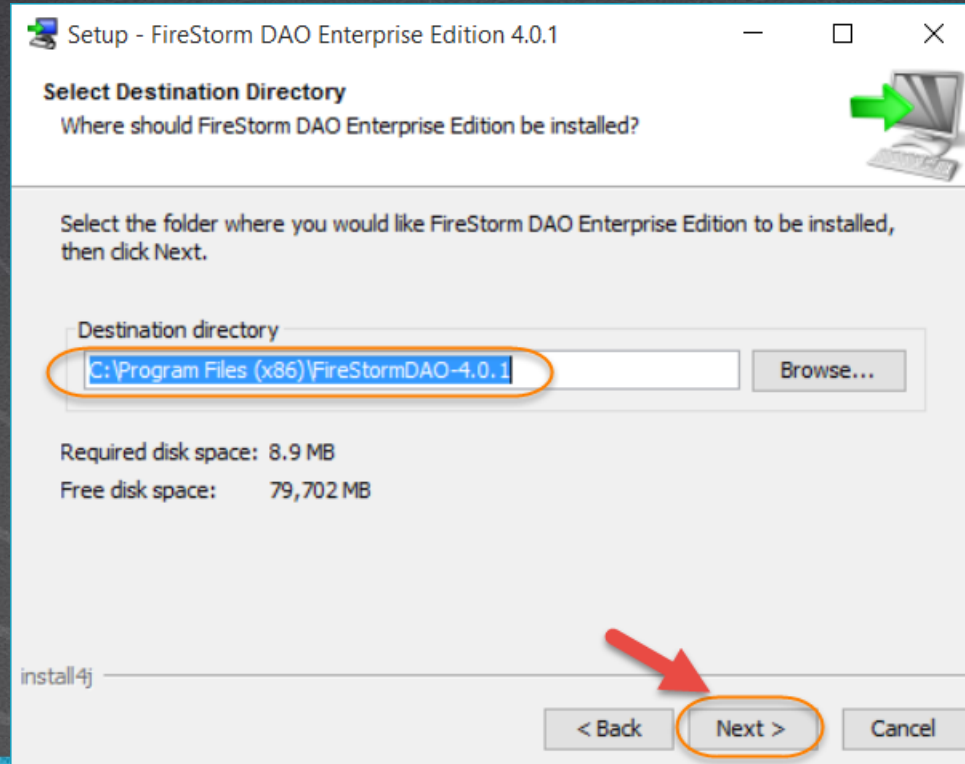 Setup - FireStorm DAO Enterprise Edition 4.0.1
Select Destination Directory
Where should FireStorm DAO Enterprise Edition be installed?
Select the folder where you would like FireStorm DAO Enterprise Edition to be installed,
then click Next.
Destination directory
C:\Program Files (x86)\FireStormDAO-4.0.1
Browse...
Required disk space: 8.9 MB
Free disk space: 79,702 MB
install4j
< Back
Next >
Cancel